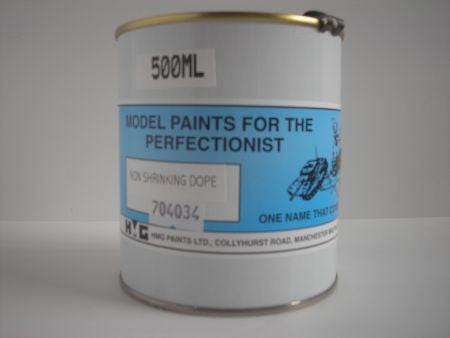 500ML
MODEL PAINTS FOR THE
PERFECTIONIST
NON SHRINKING DOPE
704034
ONE NAME THAT
HMG HMG PAINTS LTD., COLLYHURST ROAD, MANCHESTER